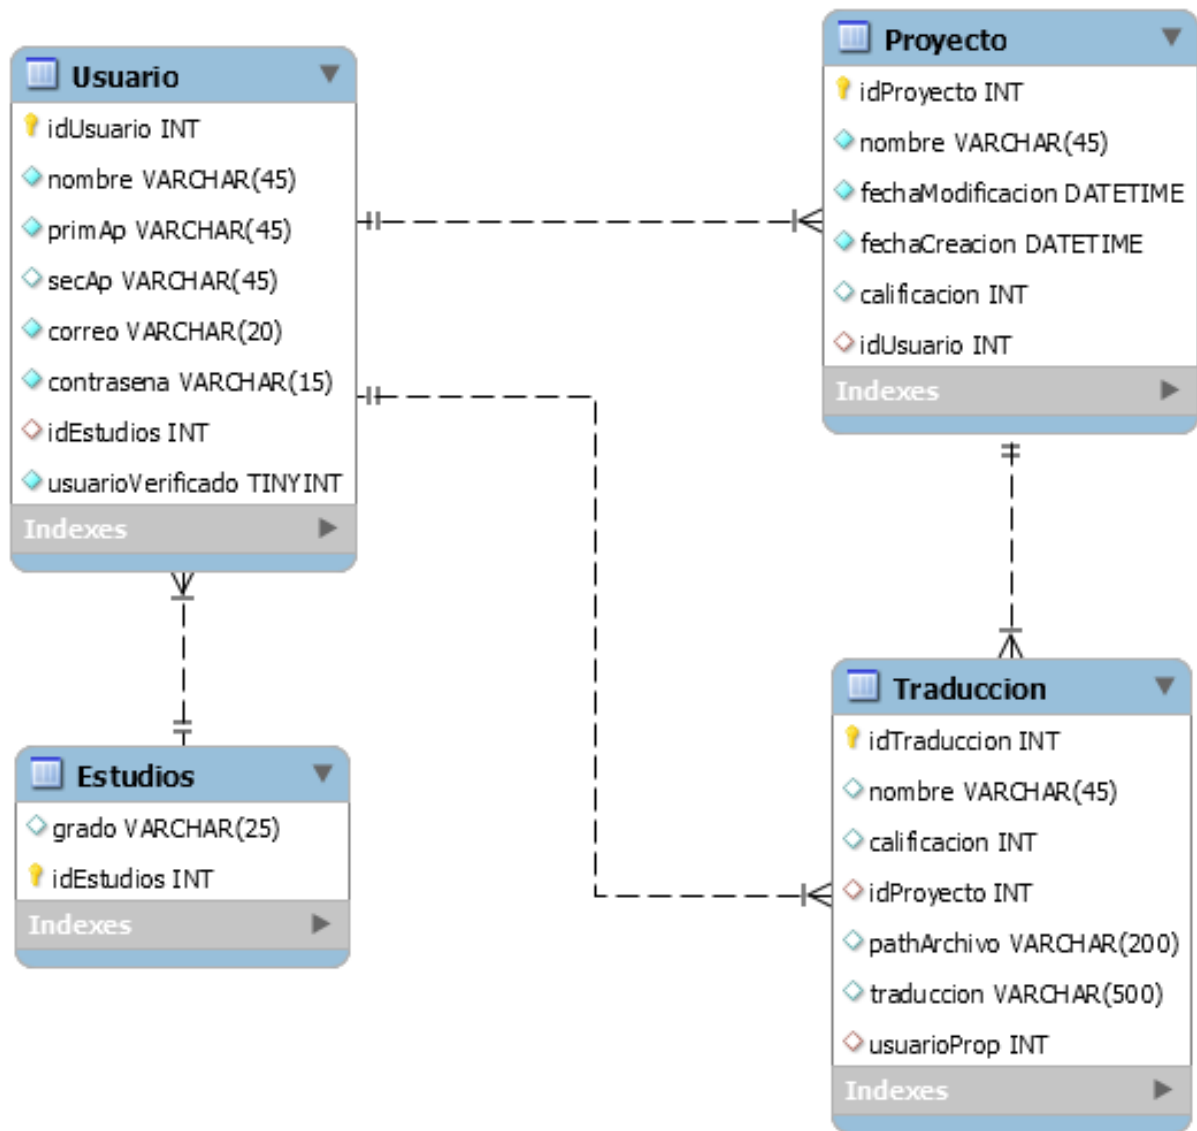 Usuario
idUsuario INT
nombre VARCHAR(45)
primAp VARCHAR(45)
secAp VARCHAR(45)
correo VARCHAR(20)
contrasena VARCHAR(15)
idEstudios INT
usuarioVerificado TINYINT
Indexes
Proyecto
idProyecto INT
nombre VARCHAR(45)
fechaModificacion DATETIME
fechaCreacion DATETIME
calificacion INT
idUsuario INT
Indexes
Estudios
grado VARCHAR(25)
idEstudios INT
Indexes
Traduccion
idTraduccion INT
nombre VARCHAR(45)
calificacion INT
idProyecto INT
pathArchivo VARCHAR(200)
traduccion VARCHAR(500)
usuarioProp INT
Indexes